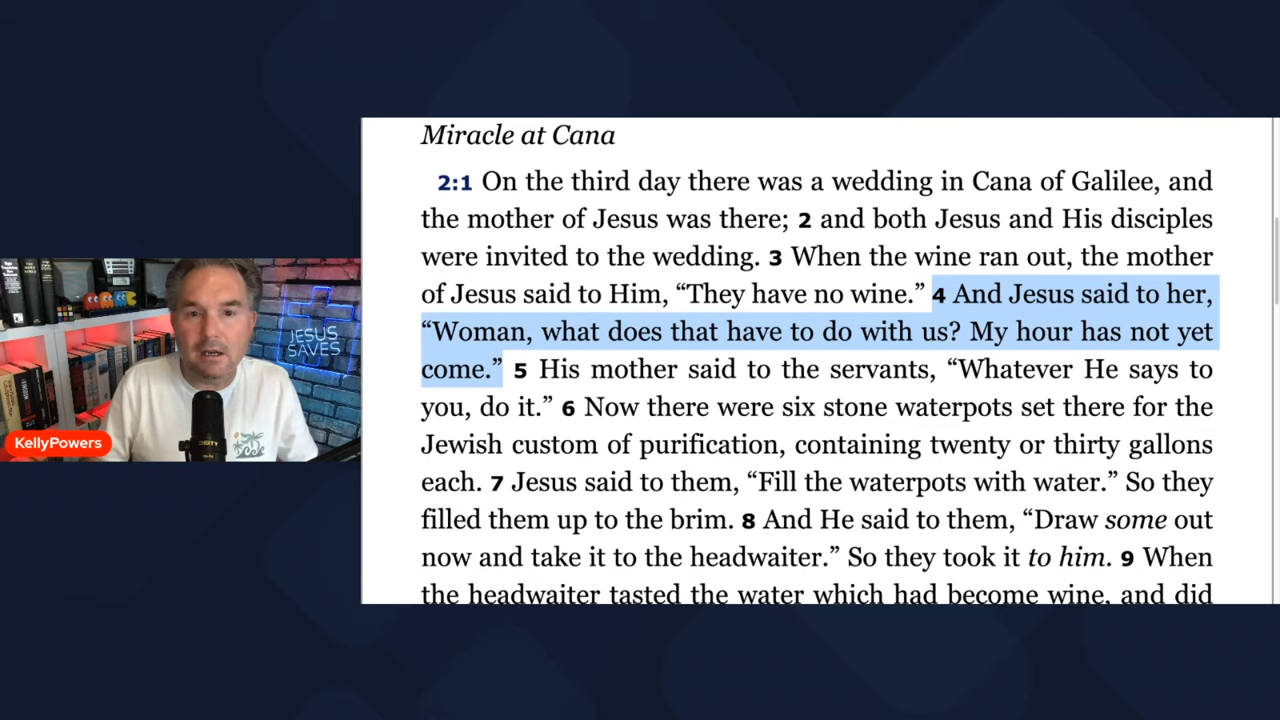 Miracle at Cana
2:1 On the third day there was a wedding in Cana of Galilee, and
the mother of Jesus was there; 2 and both Jesus and His disciples
were invited to the wedding. 3 When the wine ran out, the mother
of Jesus said to Him, “They have no wine.” 4 And Jesus said to her,
“Woman, what does that have to do with us? My hour has not yet
come.” 5 His mother said to the servants, “Whatever He says to
you, do it.” 6 Now there were six stone waterpots set there for the
Jewish custom of purification, containing twenty or thirty gallons
each. 7 Jesus said to them, “Fill the waterpots with water.” So they
filled them up to the brim. 8 And He said to them, “Draw some out
now and take it to the headwaiter.” So they took it to him. 9 When
the headwaiter tasted the water which had become wine, and did
JESUS
SAVES
KellyPowers